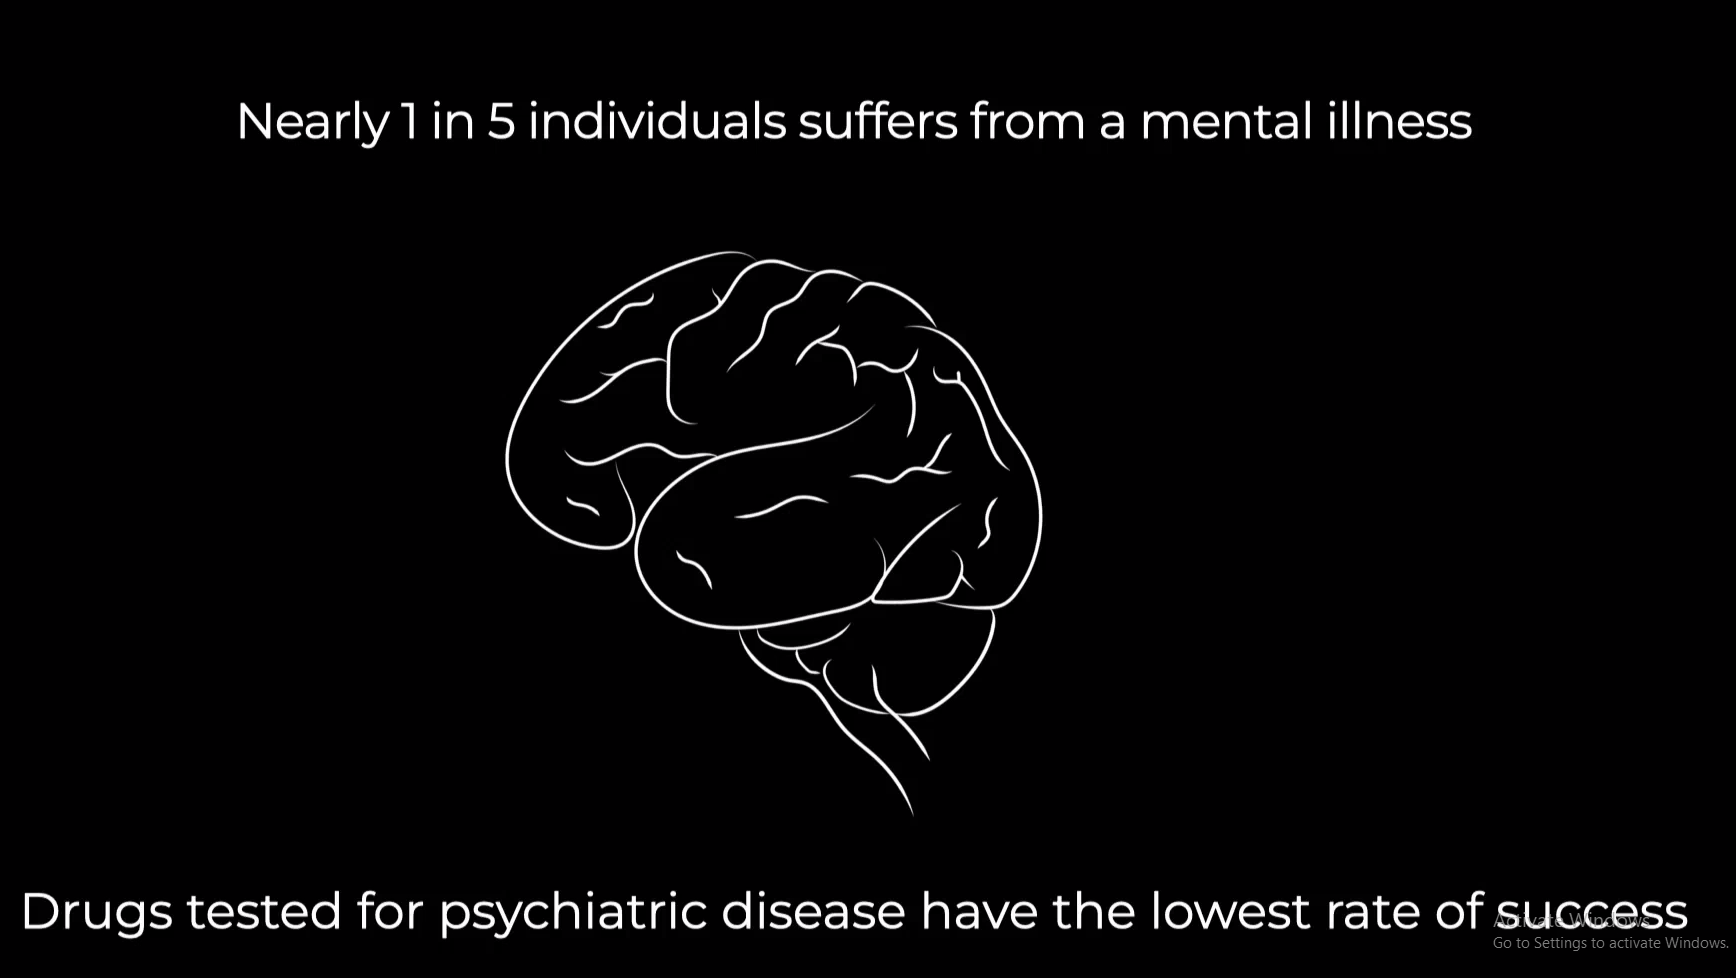 Nearly 1 in 5 individuals suffers from a mental illness
Drugs tested for psychiatric disease have the lowest rate of success
Activate Windows
Go to Settings to activate Windows.